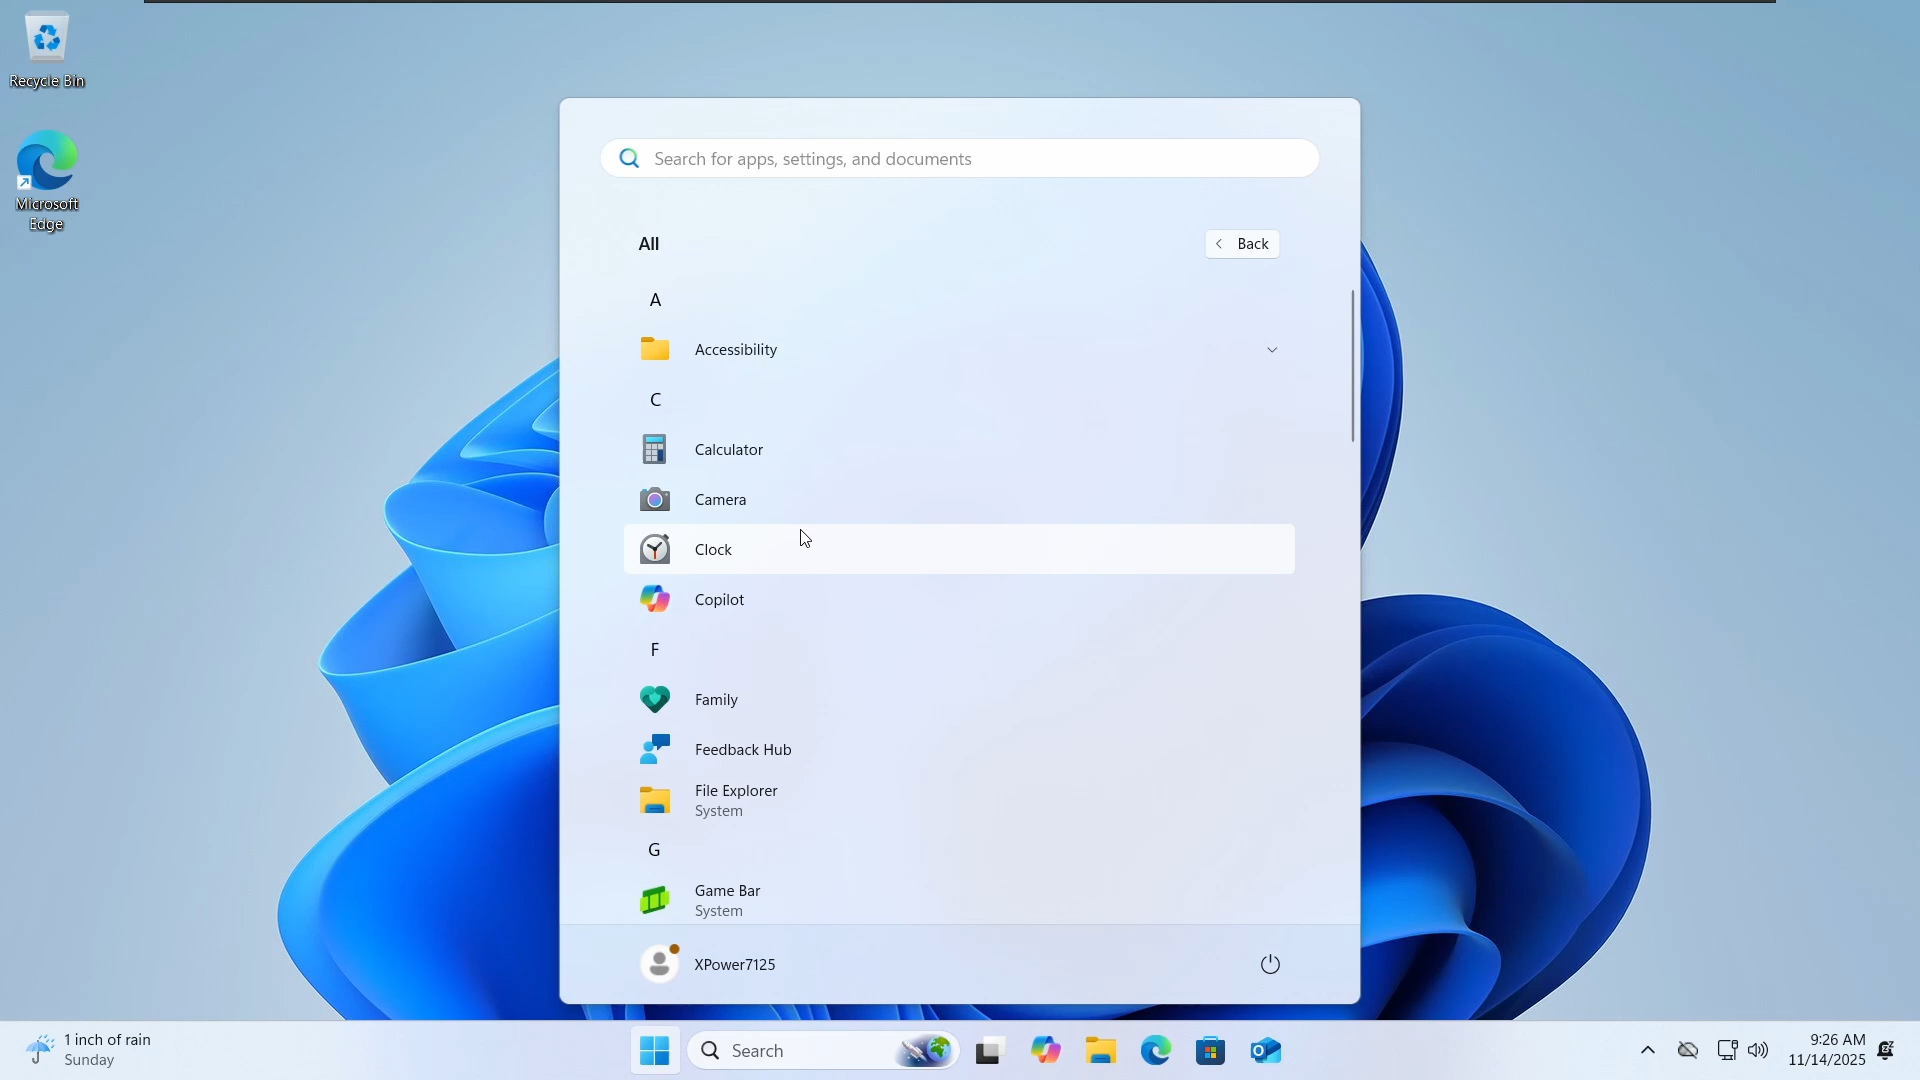 Recycle Bin
Microsoft
Edge
Search for apps, settings, and documents
All
Back
A
Accessibility
C
Calculator
Camera
Clock
Copilot
F
Family
Feedback Hub
File Explorer
System
G
Game Bar
System
XPower7125
1 inch of rain
Sunday
Search
9:26 AM
11/14/2025